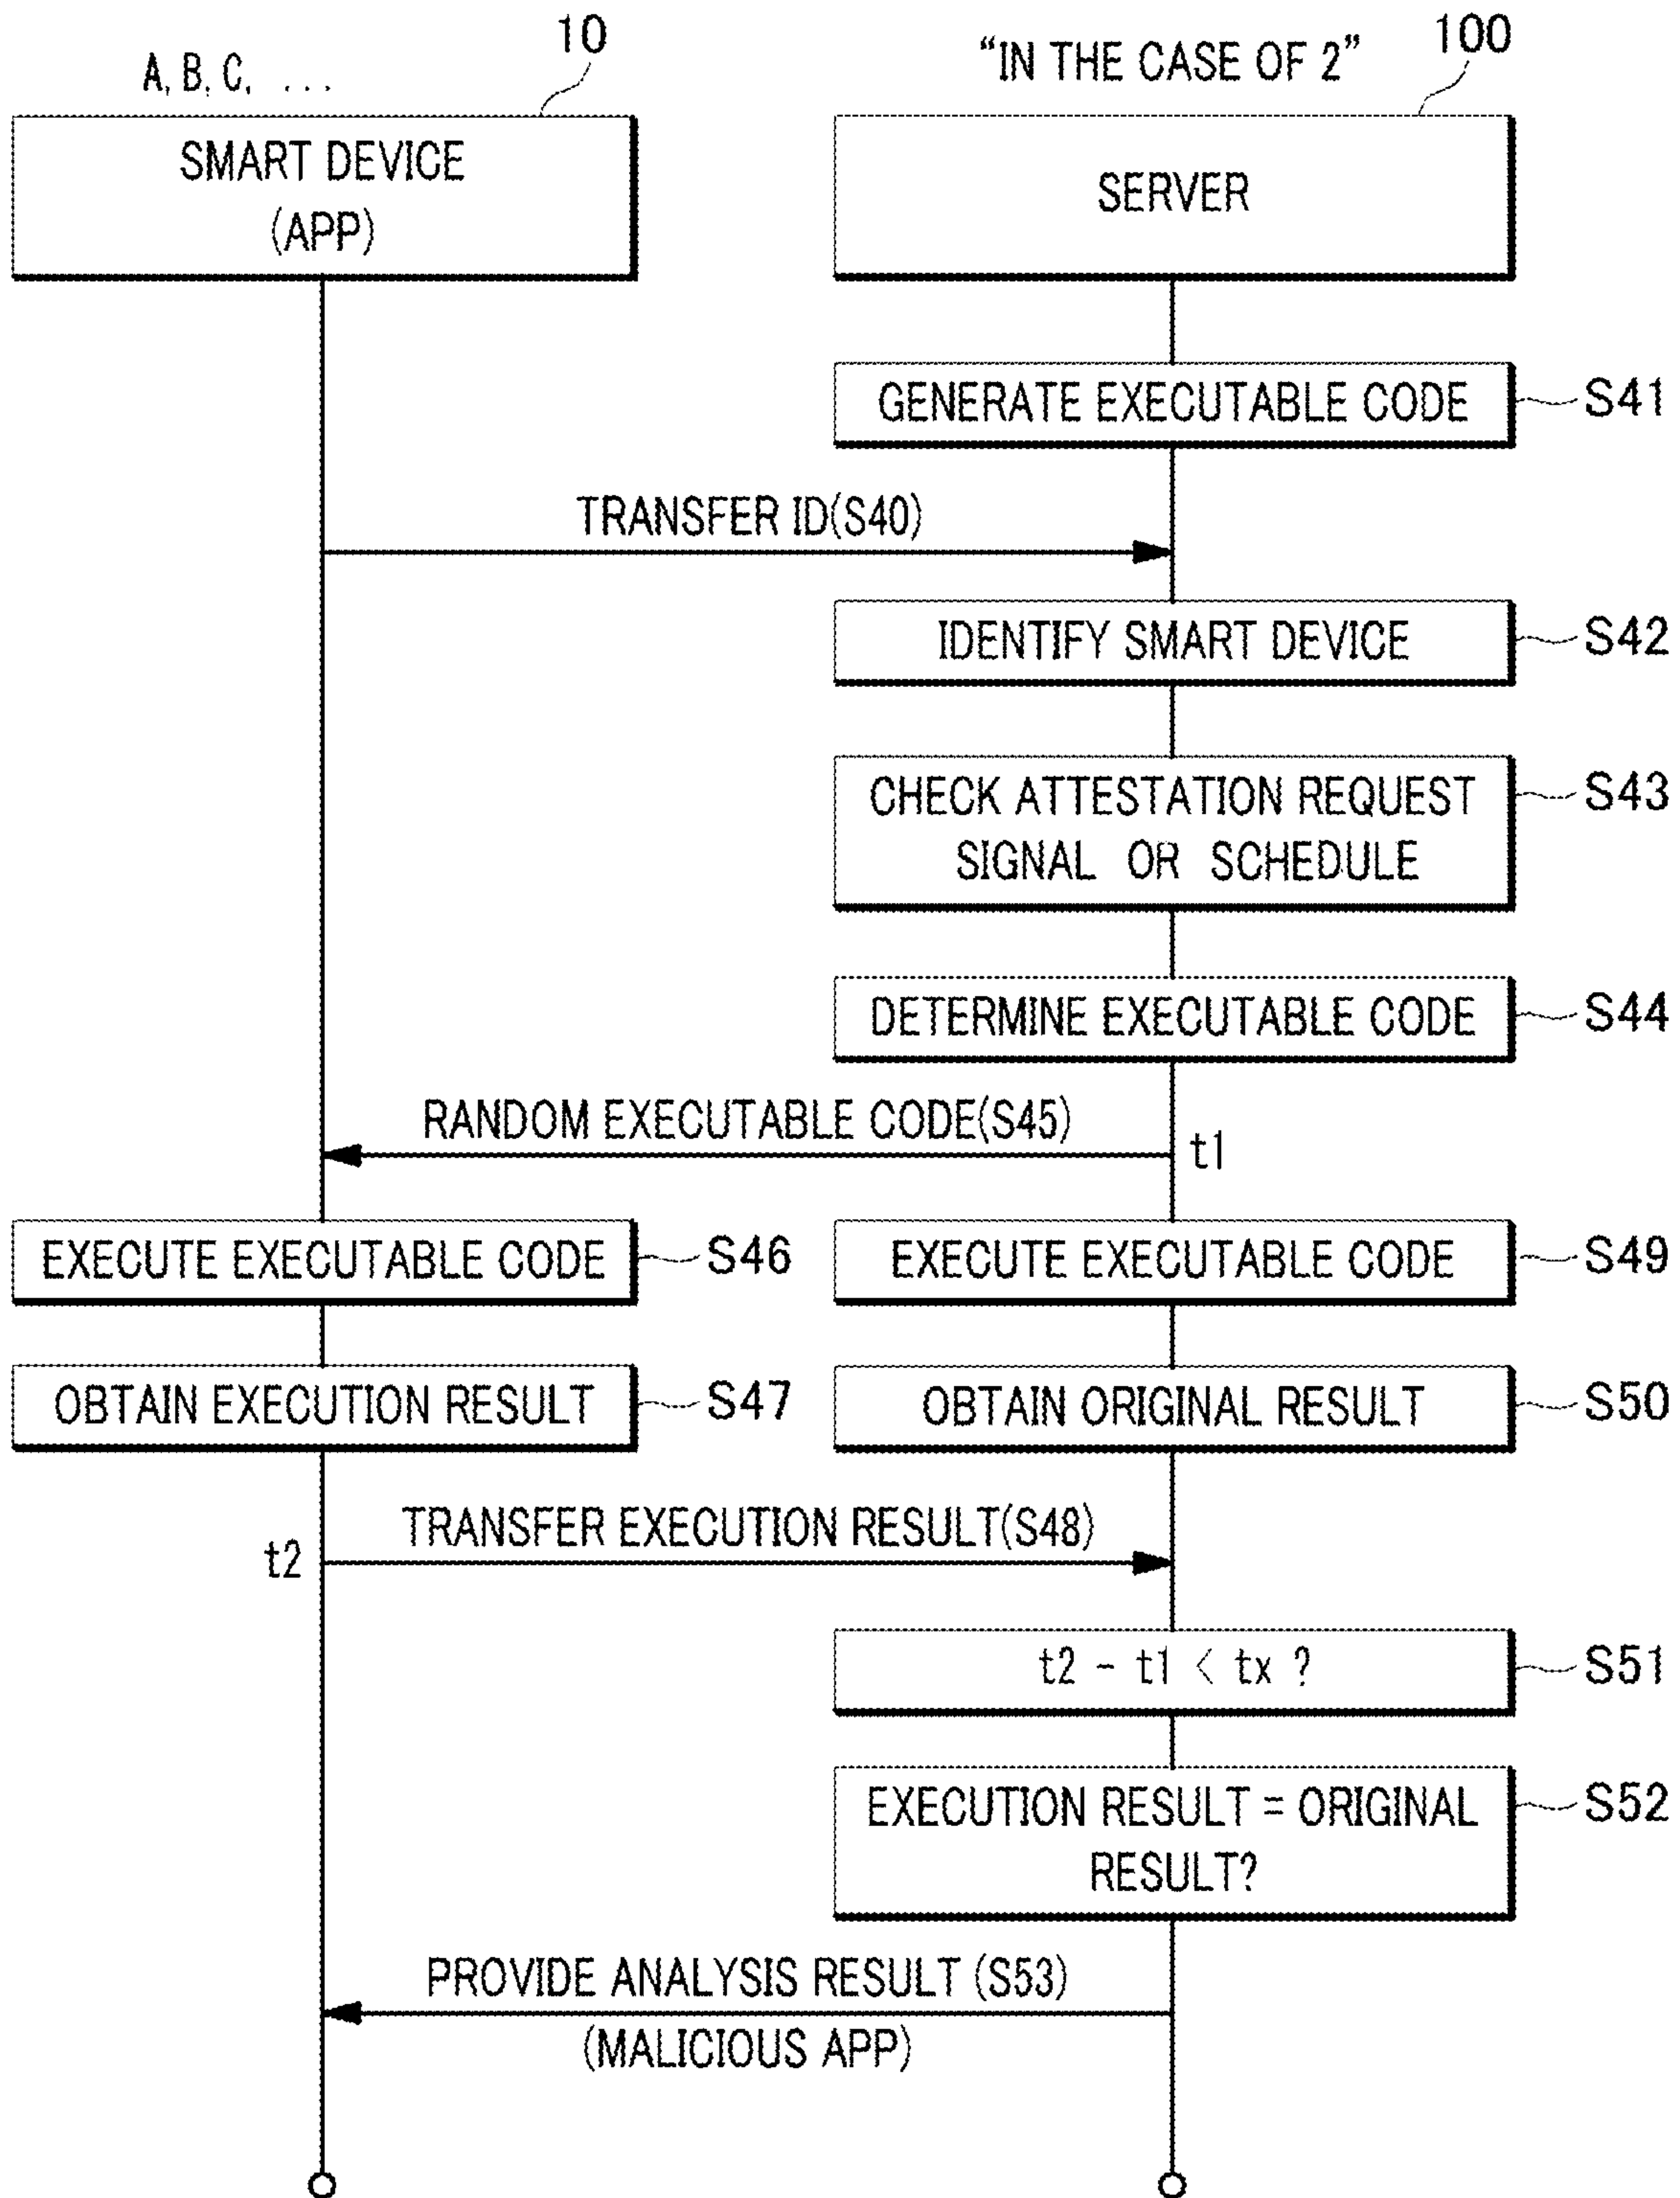 10
100
A, B, C, ...
"IN THE CASE OF 2"
SMART DEVICE
(APP)
SERVER
GENERATE EXECUTABLE CODE
S41
TRANSFER ID(S40)
IDENTIFY SMART DEVICE
S42
CHECK ATTESTATION REQUEST
SIGNAL OR SCHEDULE
S43
DETERMINE EXECUTABLE CODE
S44
RANDOM EXECUTABLE CODE(S45)
t1
EXECUTE EXECUTABLE CODE
S46
EXECUTE EXECUTABLE CODE
S49
OBTAIN EXECUTION RESULT
S47
OBTAIN ORIGINAL RESULT
S50
TRANSFER EXECUTION RESULT(S48)
t2
t2 - t1 < tx ?
S51
EXECUTION RESULT = ORIGINAL
RESULT?
S52
PROVIDE ANALYSIS RESULT (S53)
(MALICIOUS APP)